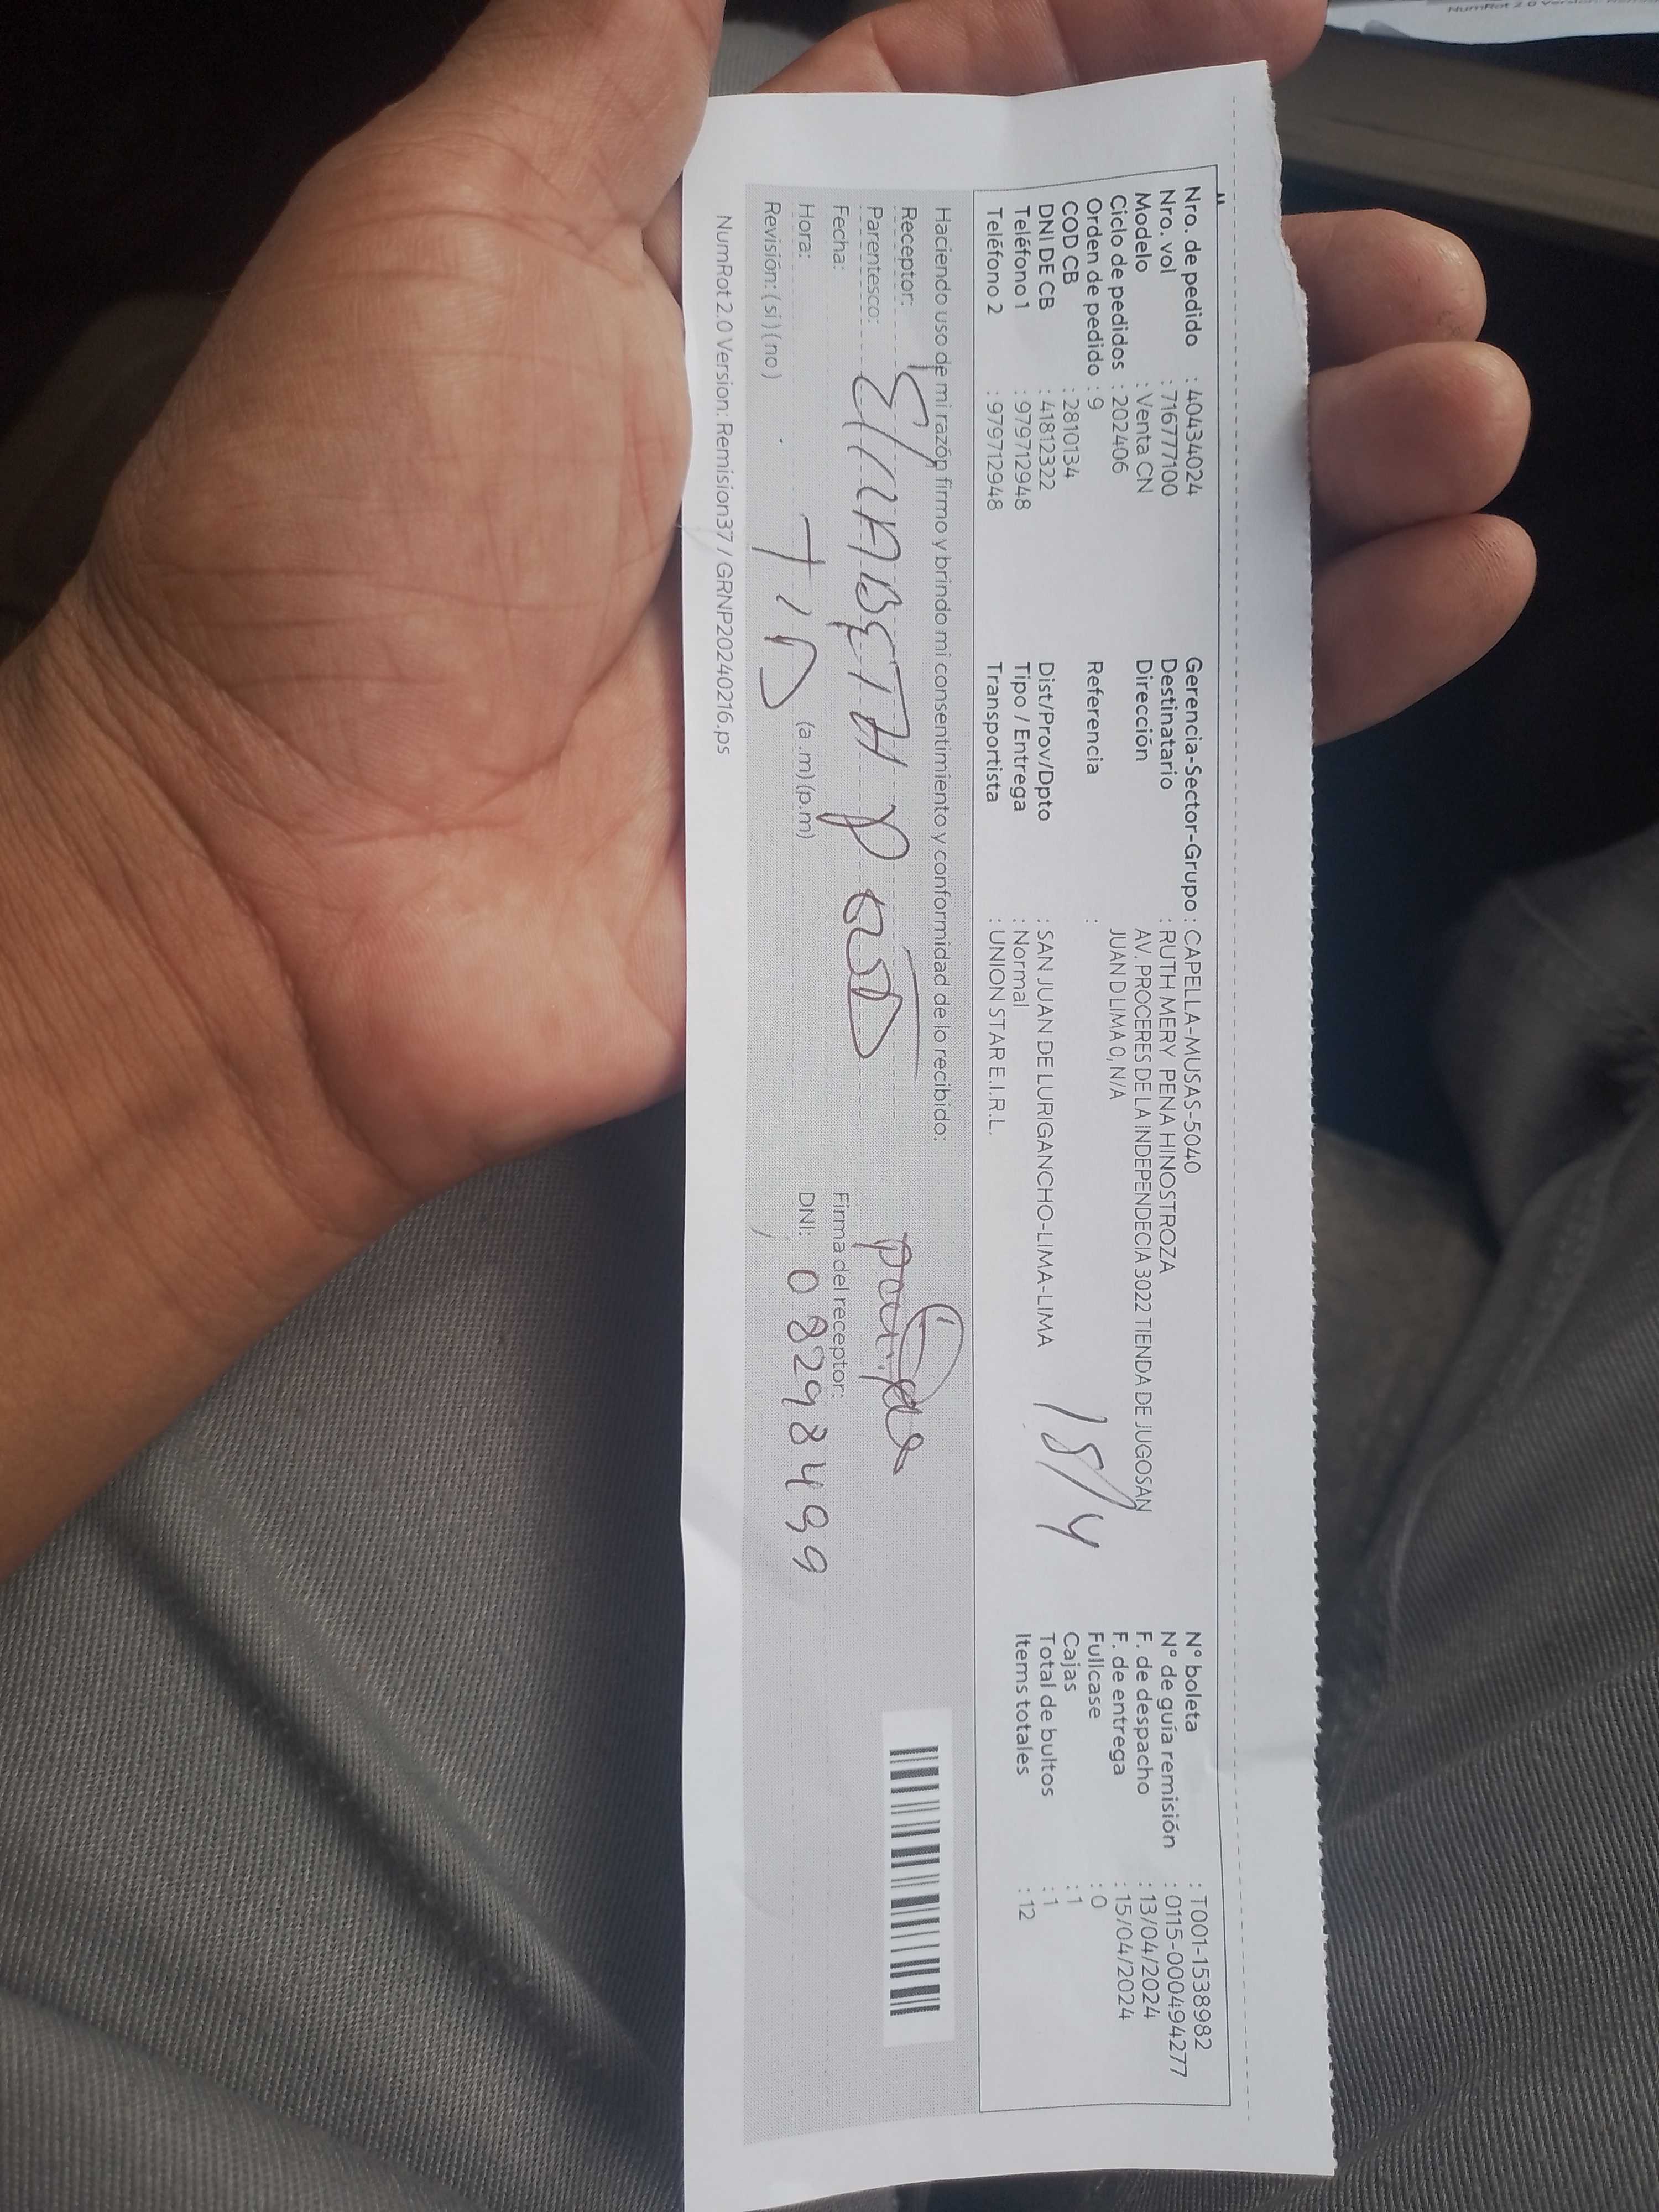 Nro. de pedido : 40434024
Nro. vol : 716777100
Modelo : Venta CN
Ciclo de pedidos : 202406
Orden de pedido : 9
COD CB : 2810134
DNI DE CB : 41812322
Teléfono 1 : 979712948
Teléfono 2 : 979712948
Gerencia-Sector-Grupo : CAPELLA-MUSAS-5040
Destinatario : RUTH MERY PENA HINOSTROZA
Dirección : AV. PROCERES DE LA INDEPENDECIA 3022 TIENDA DE JUGOSAN
JUAN D LIMA 0, N/A
Referencia :
Dist/Prov/Dpto : SAN JUAN DE LURIGANCHO-LIMA-LIMA
Tipo / Entrega : Normal
Transportista : UNION STAR E.I.R.L.
15/4
N° boleta : T001-1538982
N° de guía remisión : 0115-000494277
F. de despacho : 13/04/2024
F. de entrega : 15/04/2024
Fullcase : 0
Cajas : 1
Total de bultos : 1
Items totales : 12
Haciendo uso de mi razón firmo y brindo mi consentimiento y conformidad de lo recibido:
Receptor:
Parentesco:
Fecha:
Hora: (a.m) (p.m)
Revisión: ( si ) ( no )
Firma del receptor:
DNI: 08298499
NumRot 2.0 Version: Remision37 / GRNP20240216.ps